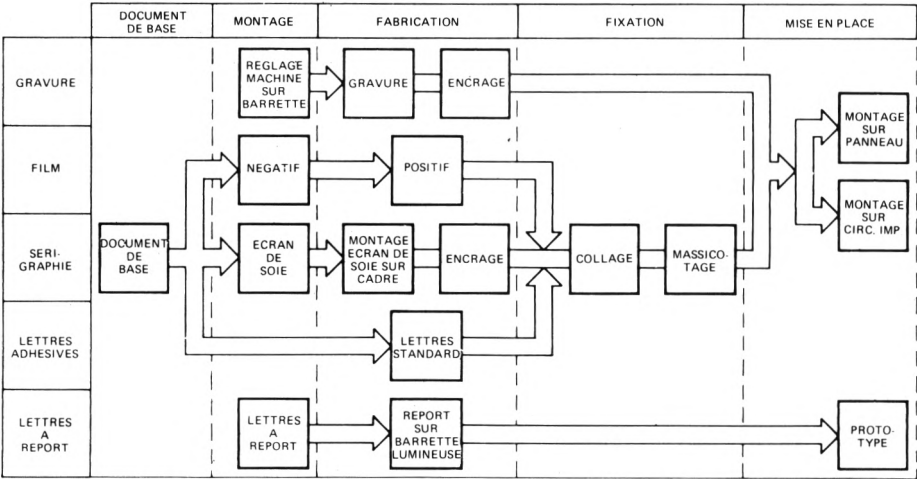 DOCUMENT
DE BASE
MONTAGE
FABRICATION
FIXATION
MISE EN PLACE
GRAVURE
REGLAGE
MACHINE
SUR
BARRETTE
GRAVURE
ENCRAGE
MONTAGE
SUR
PANNEAU
FILM
NEGATIF
POSITIF
MONTAGE
SUR
CIRC. IMP
SERI-
GRAPHIE
DOCUMENT
DE
BASE
ECRAN
DE
SOIE
MONTAGE
ECRAN DE
SOIE SUR
CADRE
ENCRAGE
COLLAGE
MASSICO-
TAGE
LETTRES
ADHESIVES
LETTRES
STANDARD
LETTRES
A
REPORT
LETTRES
A
REPORT
REPORT
SUR
BARRETTE
LUMINEUSE
PROTO-
TYPE